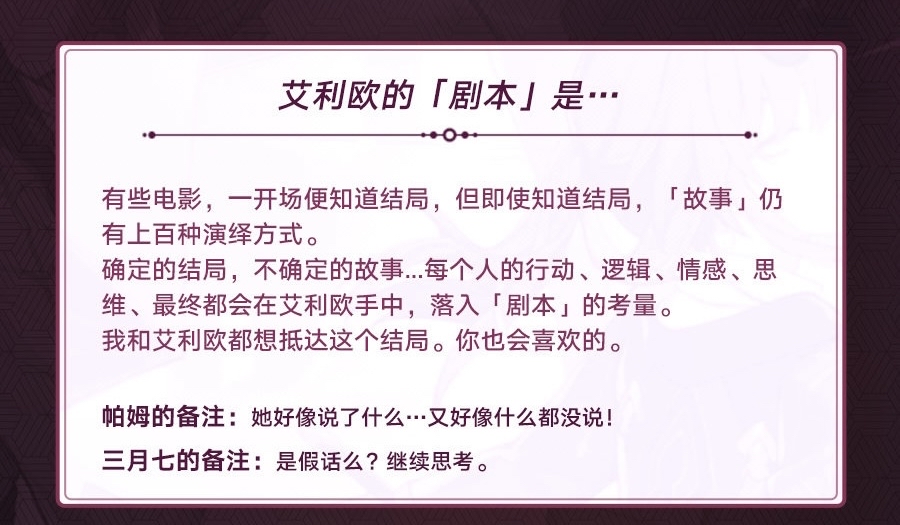 艾利欧的「剧本」是…
有些电影，一开场便知道结局，但即使知道结局，「故事」仍
有上百种演绎方式。
确定的结局，不确定的故事...每个人的行动、逻辑、情感、思
维、最终都会在艾利欧手中，落入「剧本」的考量。
我和艾利欧都想抵达这个结局。你也会喜欢的。
帕姆的备注：她好像说了什么…又好像什么都没说！
三月七的备注：是假话么？继续思考。